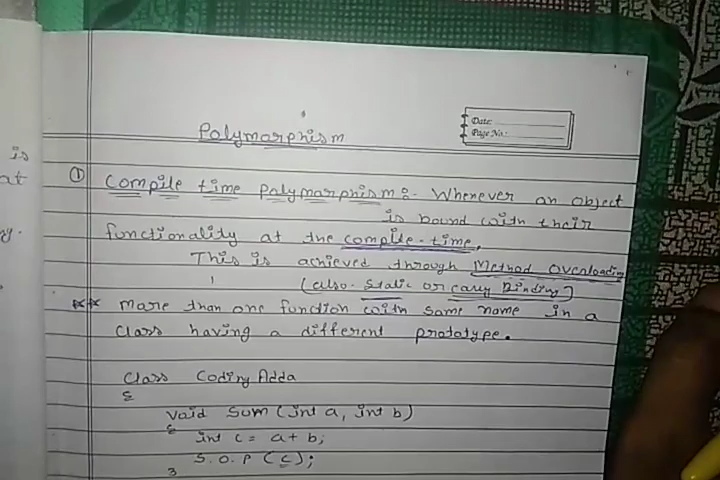 is
at
Date:
Page No.:
Polymorphism
① Compile time Polymorphism:- Whenever an object
is bound with their
functionality at the compile-time.
This is achieved through Method Overloading
(also. Static or early Binding)
** More than one function with same name in a
class having a different prototype.
Class Coding Adda
{
void Sum (int a, int b)
{
int c = a + b;
S.O.P (c);
}